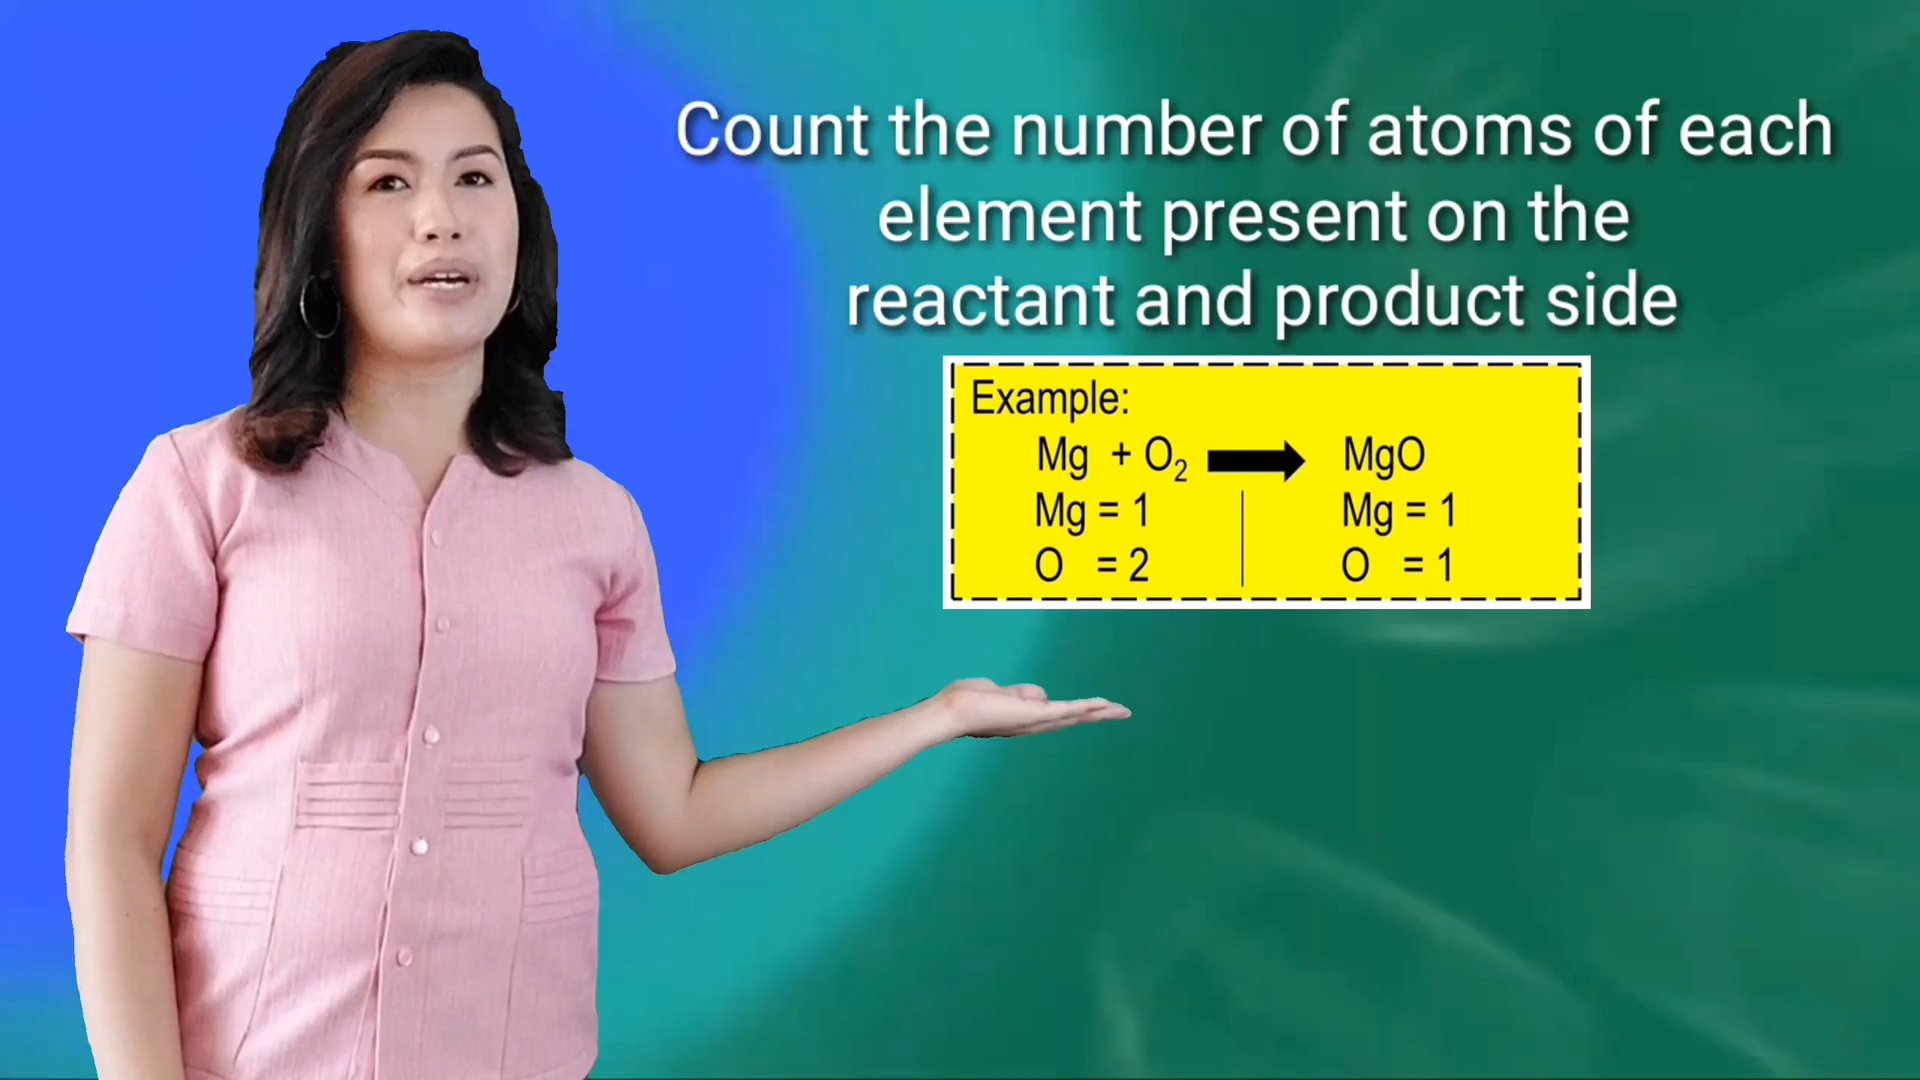 Count the number of atoms of each
element present on the
reactant and product side
Example:
Mg + O₂ → MgO
Mg = 1 | Mg = 1
O = 2 | O = 1